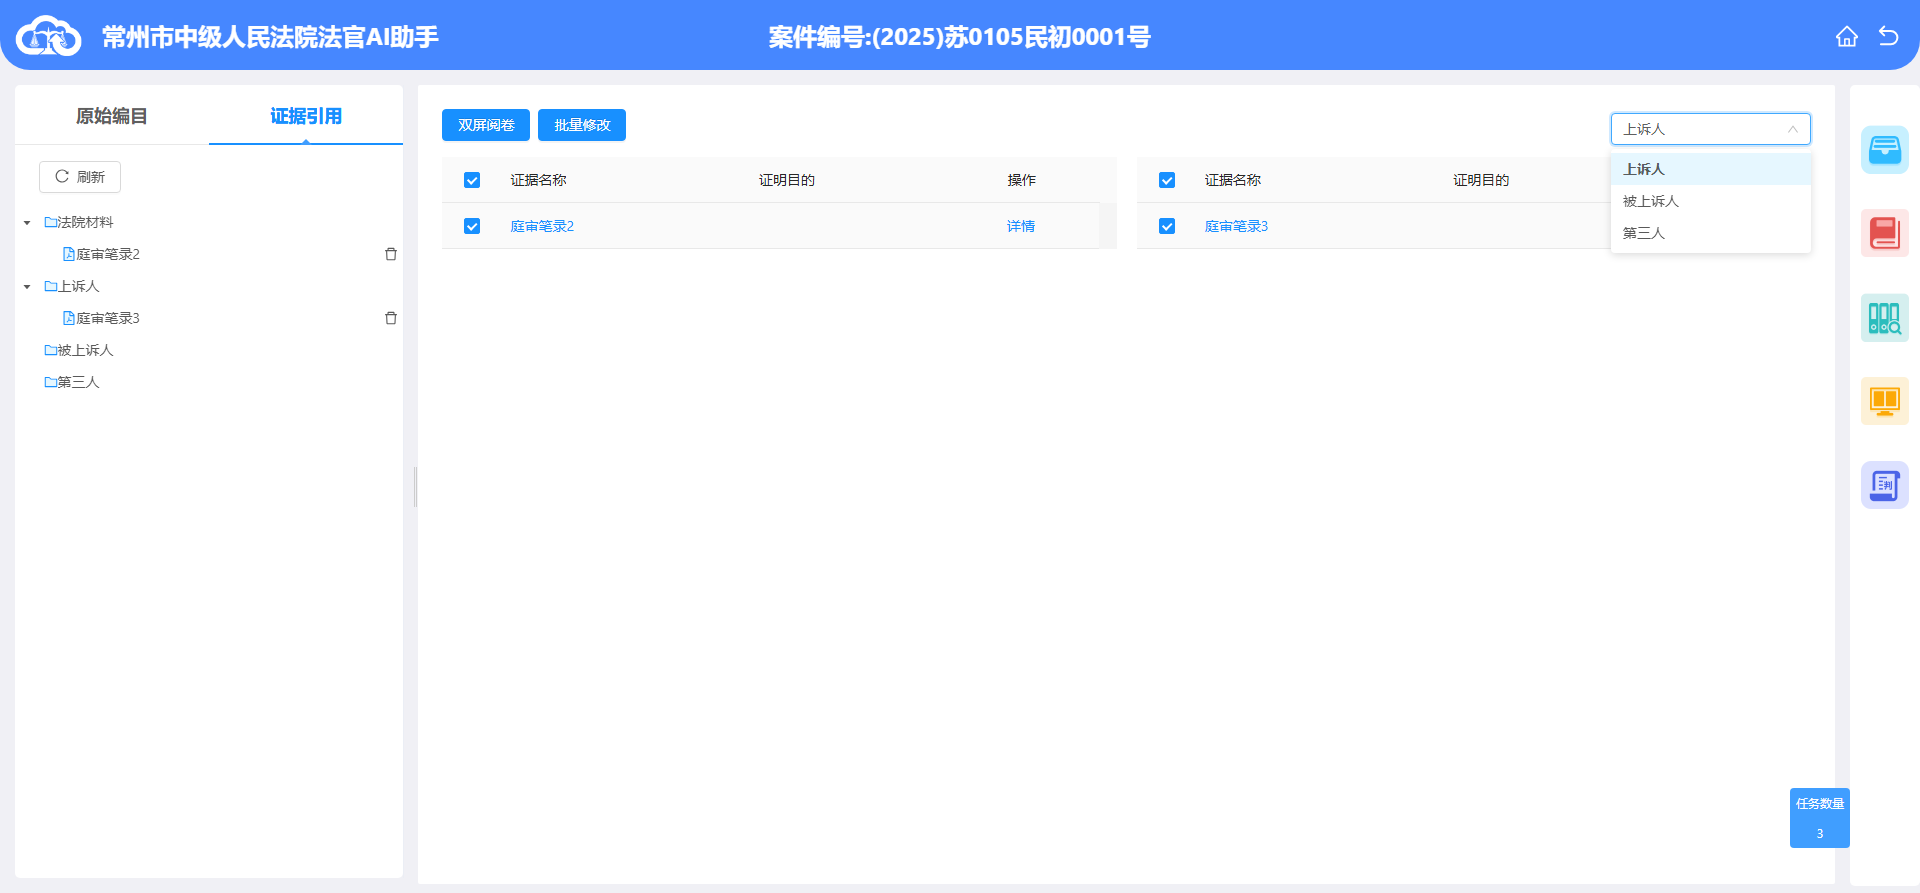 常州市中级人民法院法官AI助手
案件编号:(2025)苏0105民初0001号
原始编目
证据引用
刷新
法院材料
庭审笔录2
上诉人
庭审笔录3
被上诉人
第三人
双屏阅卷
批量修改
证据名称
证明目的
操作
庭审笔录2
详情
证据名称
证明目的
庭审笔录3
上诉人
上诉人
被上诉人
第三人
判
任务数量
3